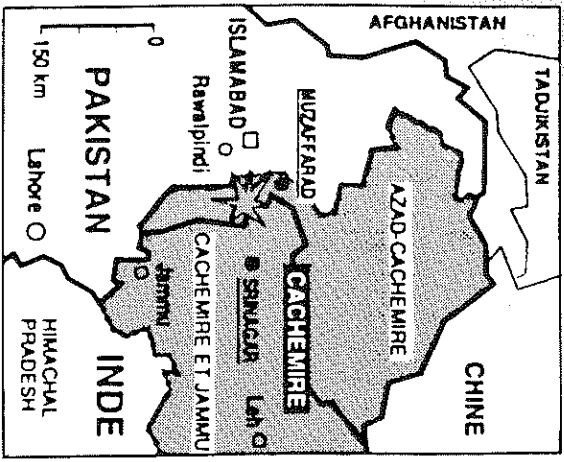 TADJIKISTAN
AFGHANISTAN
CHINE
AZAD-CACHEMIRE
MUZAFFARAD
CACHEMIRE
ISLAMABAD
Rawalpindi
SRINAGAR
Leh
CACHEMIRE ET JAMMU
Jammu
PAKISTAN
0
150 km
Lahore
INDE
HIMACHAL
PRADESH